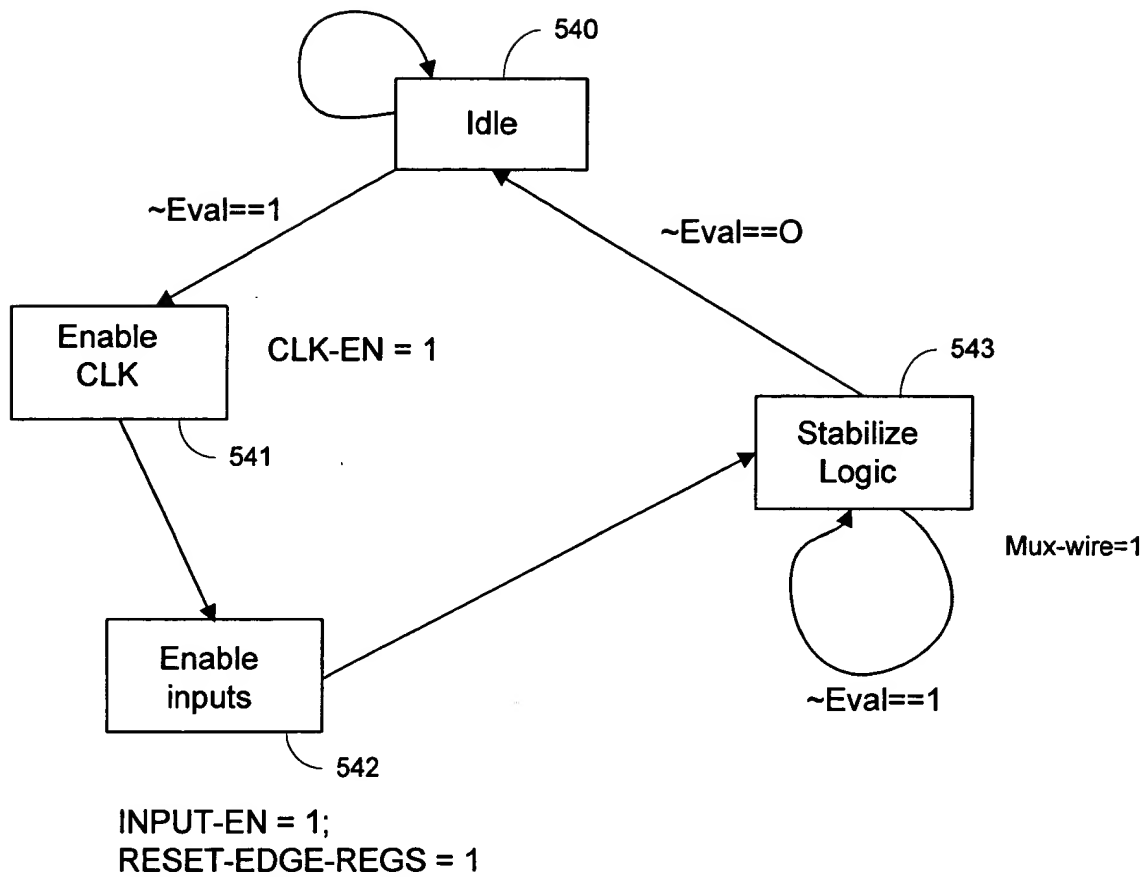 540
Idle
~Eval==1
~Eval==O
Enable
CLK
CLK-EN = 1
541
543
Stabilize
Logic
Mux-wire=1
~Eval==1
Enable
inputs
542
INPUT-EN = 1;
RESET-EDGE-REGS = 1